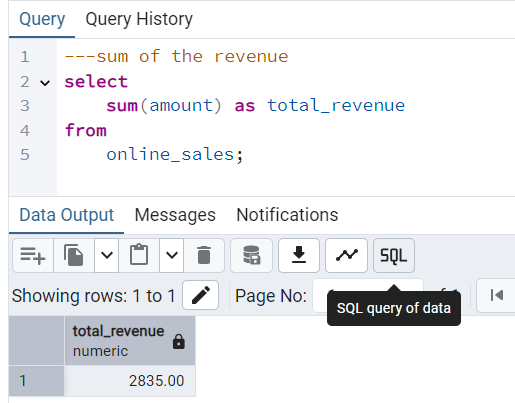 Query Query History
1 ---sum of the revenue
2 select
3 sum(amount) as total_revenue
4 from
5 online_sales;
Data Output Messages Notifications
SQL
Showing rows: 1 to 1 Page No:
SQL query of data
total_revenue
numeric
1 2835.00